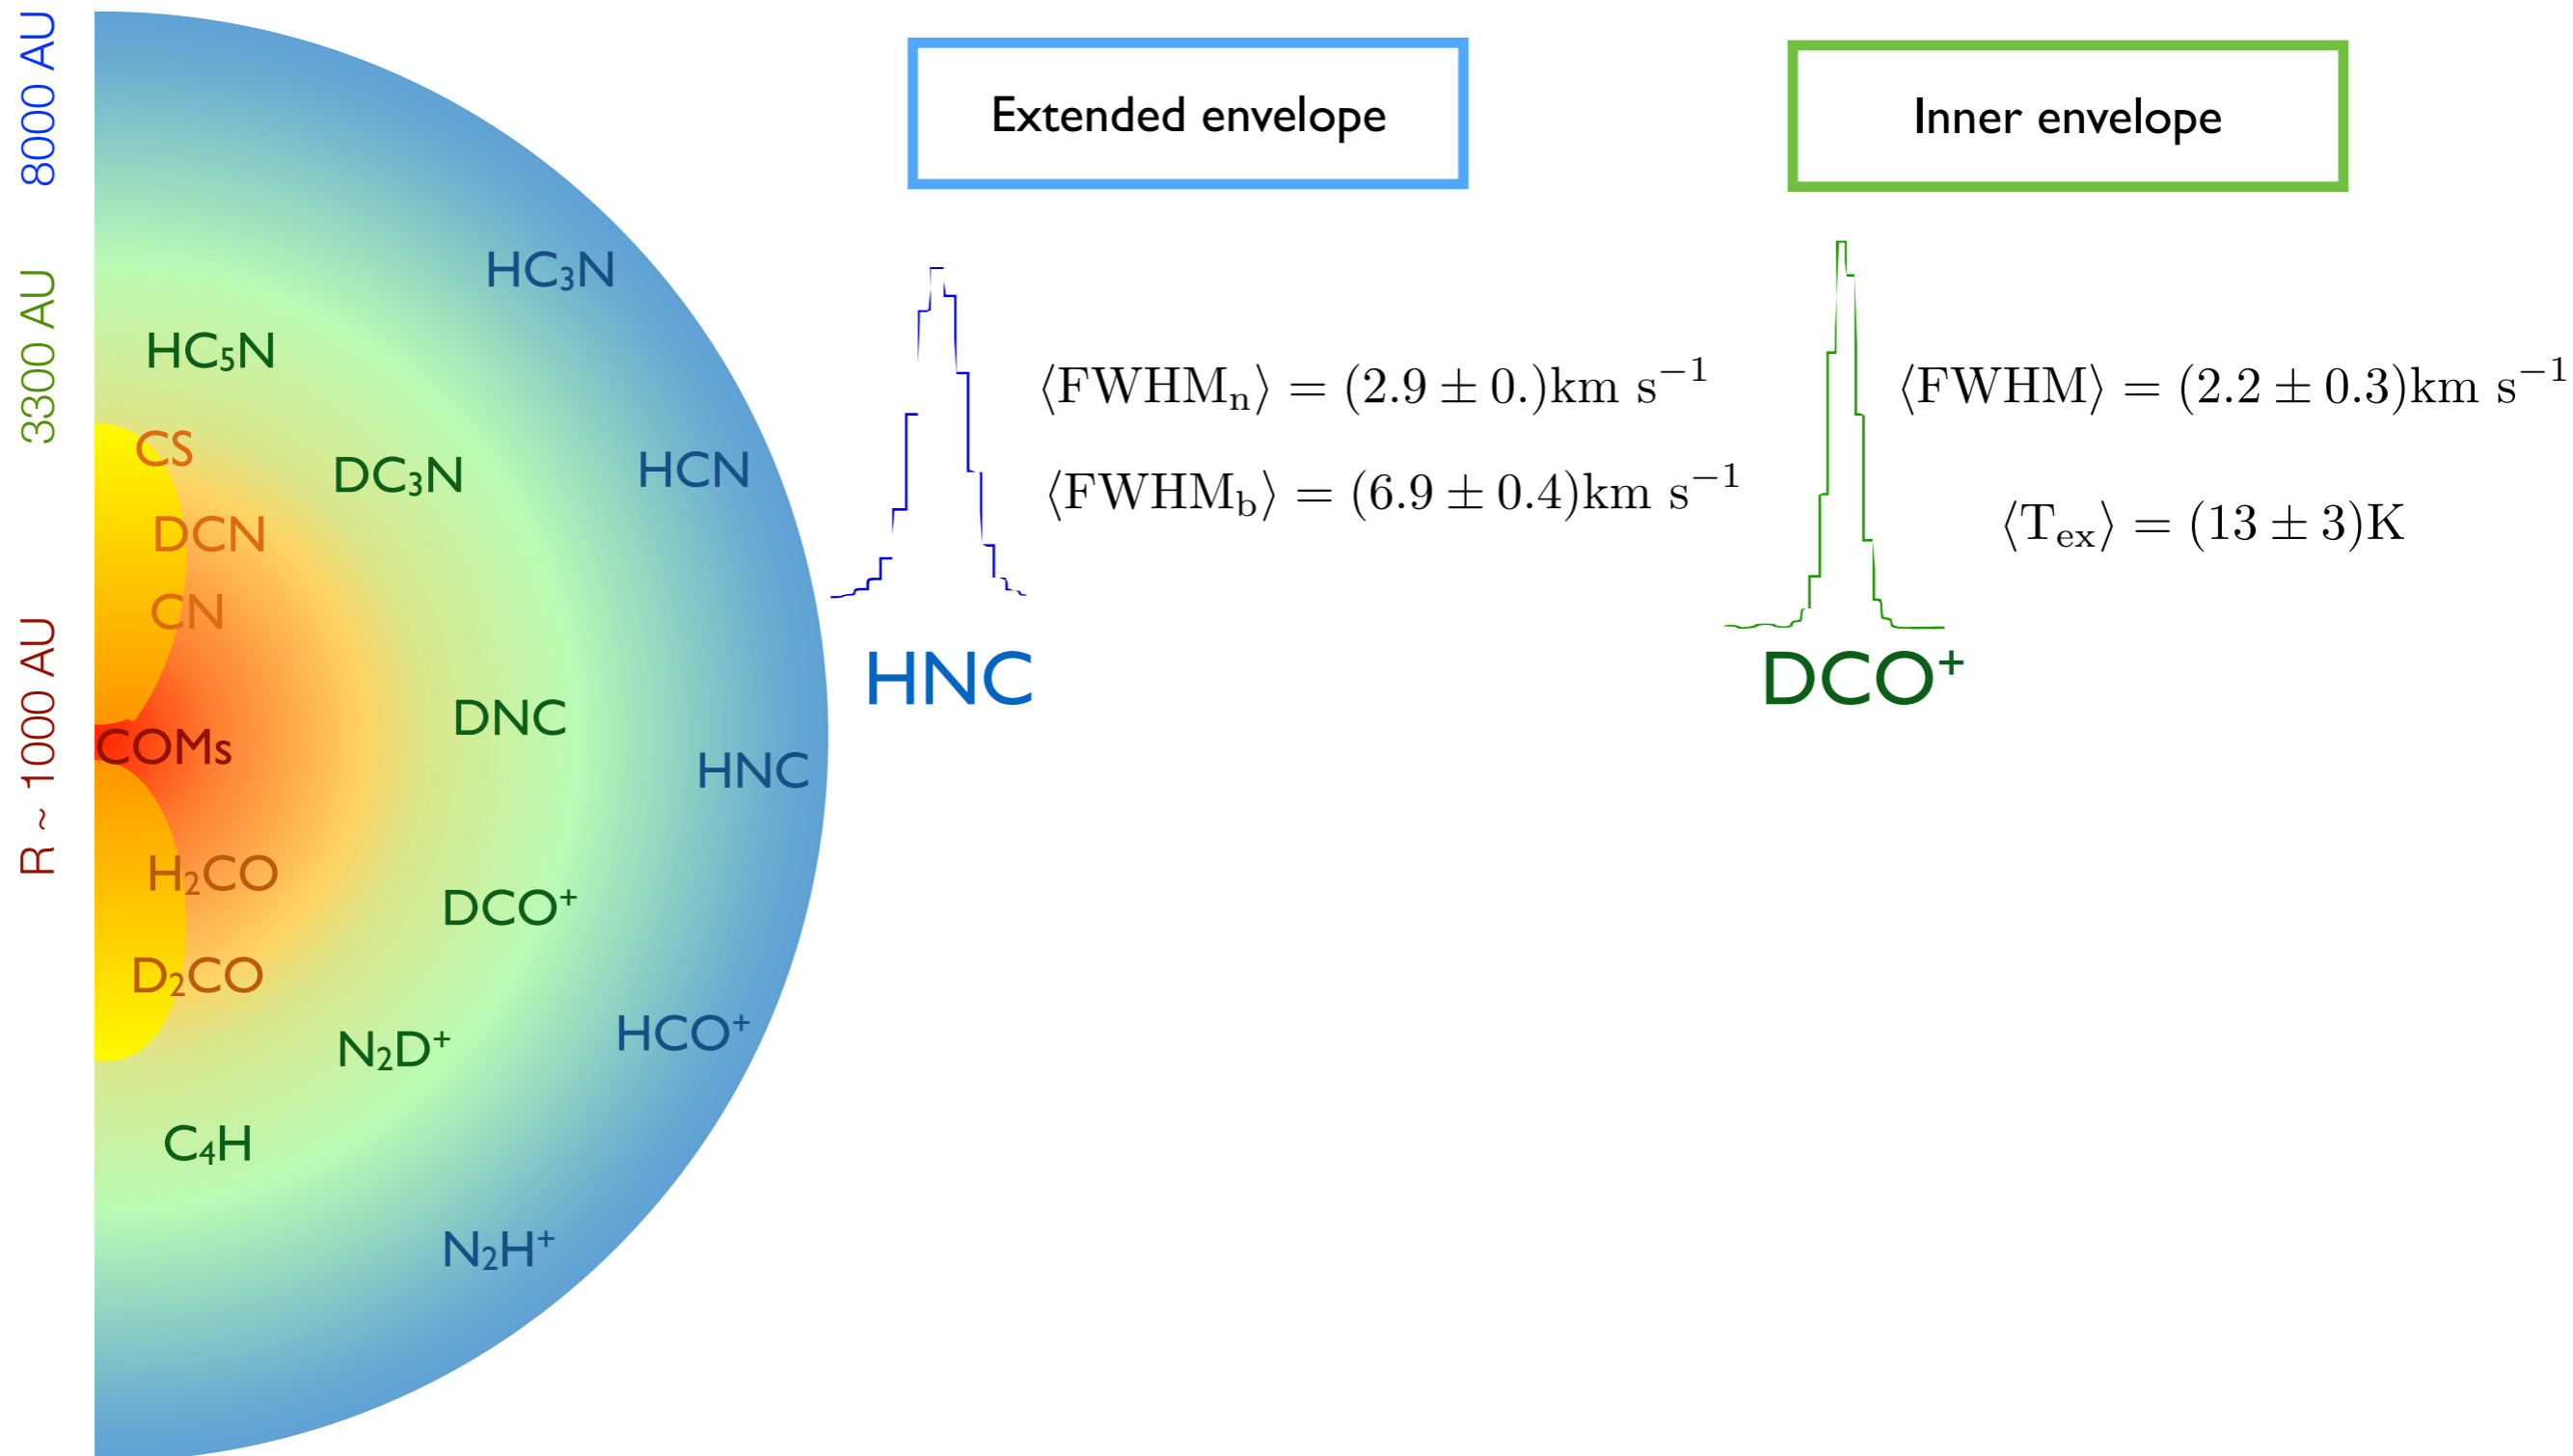 8000 AU
3300 AU
R ~ 1000 AU
HC₃N
HC₅N
CS
DC₃N
HCN
DCN
CN
DNC
COMs
HNC
H₂CO
DCO⁺
D₂CO
N₂D⁺
HCO⁺
C₄H
N₂H⁺
Extended envelope
⟨FWHMₙ⟩ = (2.9 ± 0.)km s⁻¹
⟨FWHM_b⟩ = (6.9 ± 0.4)km s⁻¹
HNC
Inner envelope
⟨FWHM⟩ = (2.2 ± 0.3)km s⁻¹
⟨T_ex⟩ = (13 ± 3)K
DCO⁺